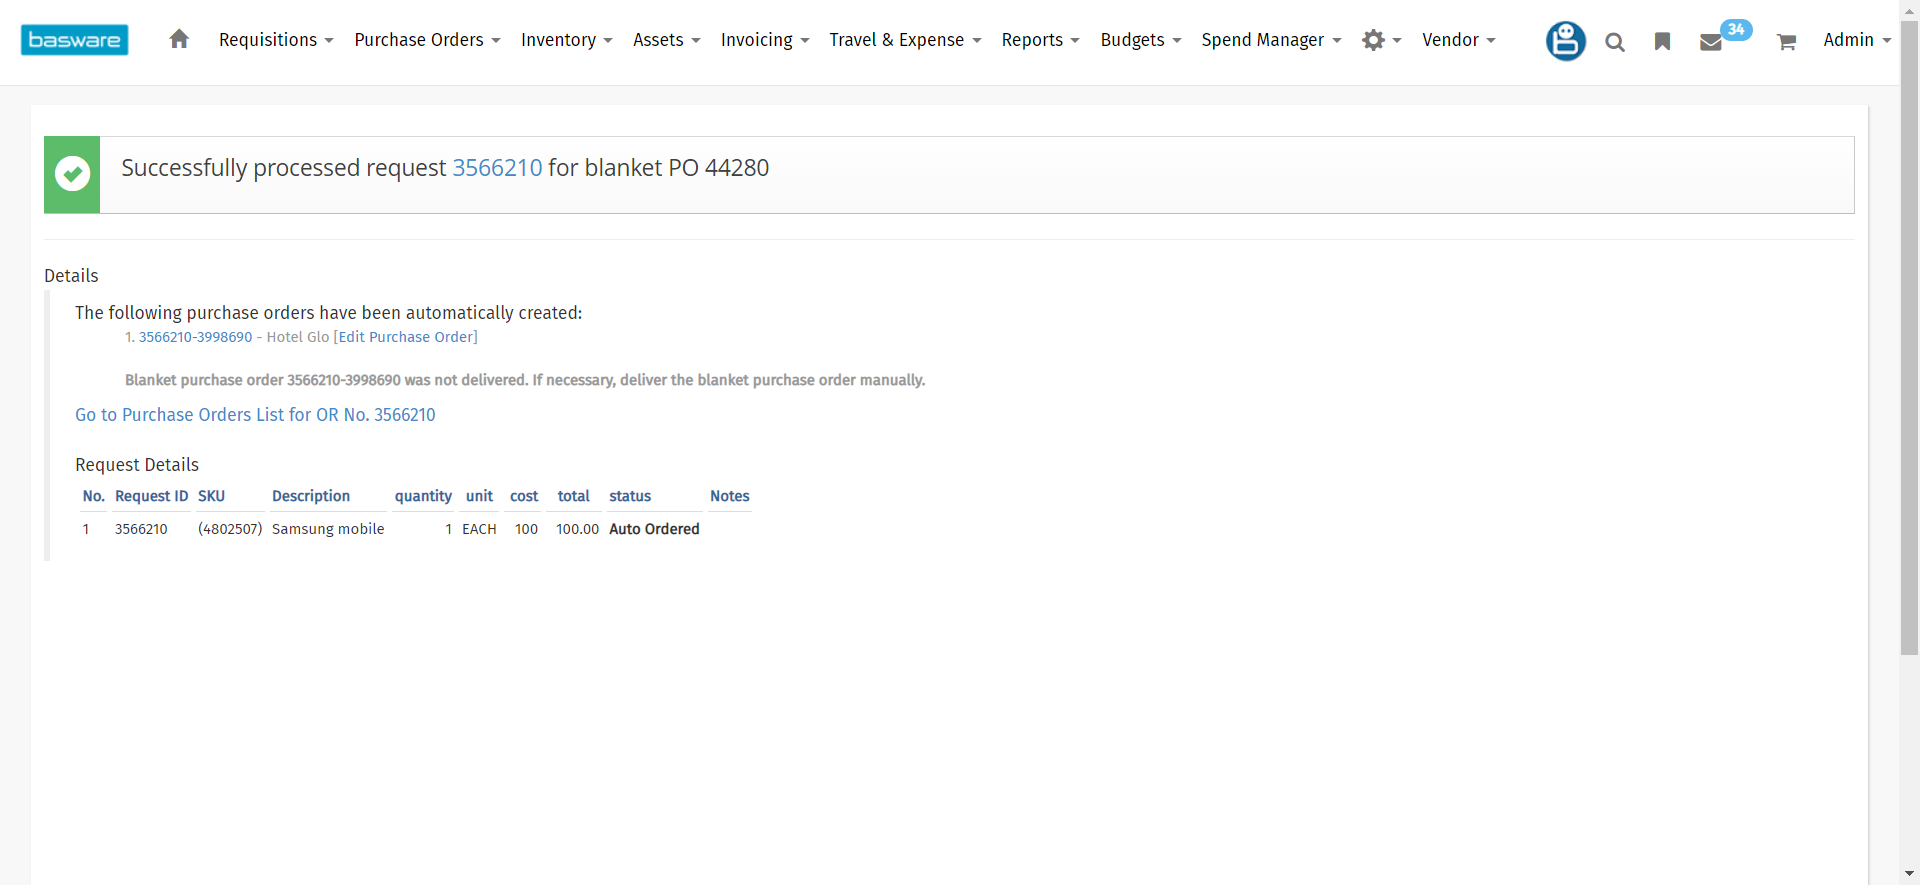 basware Requisitions Purchase Orders Inventory Assets Invoicing Travel & Expense Reports Budgets Spend Manager Vendor 34 Admin
Successfully processed request 3566210 for blanket PO 44280
Details
The following purchase orders have been automatically created:
1. 3566210-3998690 - Hotel Glo [Edit Purchase Order]
Blanket purchase order 3566210-3998690 was not delivered. If necessary, deliver the blanket purchase order manually.
Go to Purchase Orders List for OR No. 3566210
Request Details
No. Request ID SKU Description quantity unit cost total status Notes
1 3566210 (4802507) Samsung mobile 1 EACH 100 100.00 Auto Ordered